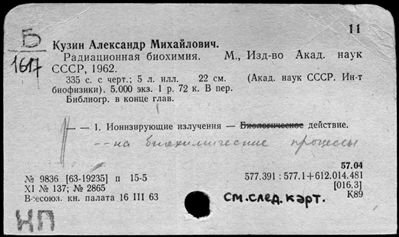 11
Б
1617
Кузин Александр Михайлович.
Радиационная биохимия. М., Изд-во Акад. наук
СССР, 1962.
335 с. с черт.; 5 л. илл. 22 см. (Акад. наук СССР. Ин-т
биофизики). 5.000 экз. 1 р. 72 к. В пер.
Библиогр. в конце глав.
— 1. Ионизирующие излучения — Биологическое действие.
-- на биохимические процессы
57.04
№ 9836 [63-19235] п 15-5
577.391 : 577.1+612.014.481
XI № 137; № 2865
[016.3]
Всесоюз. кн. палата 16 III 63
см. след. карт.
К89
НП